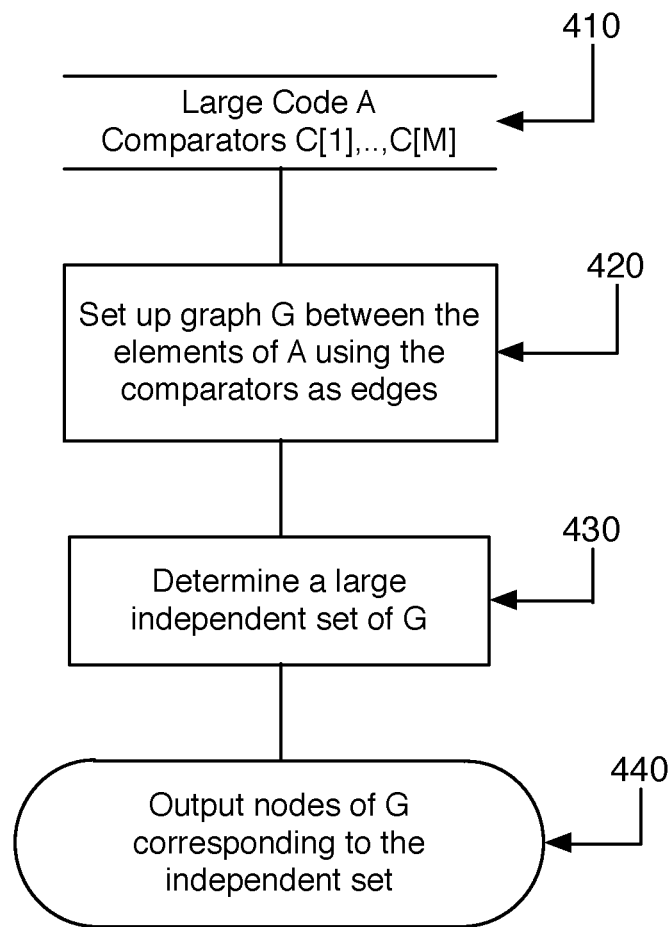 410
Large Code A
Comparators C[1],..,C[M]
420
Set up graph G between the
elements of A using the
comparators as edges
430
Determine a large
independent set of G
440
Output nodes of G
corresponding to the
independent set